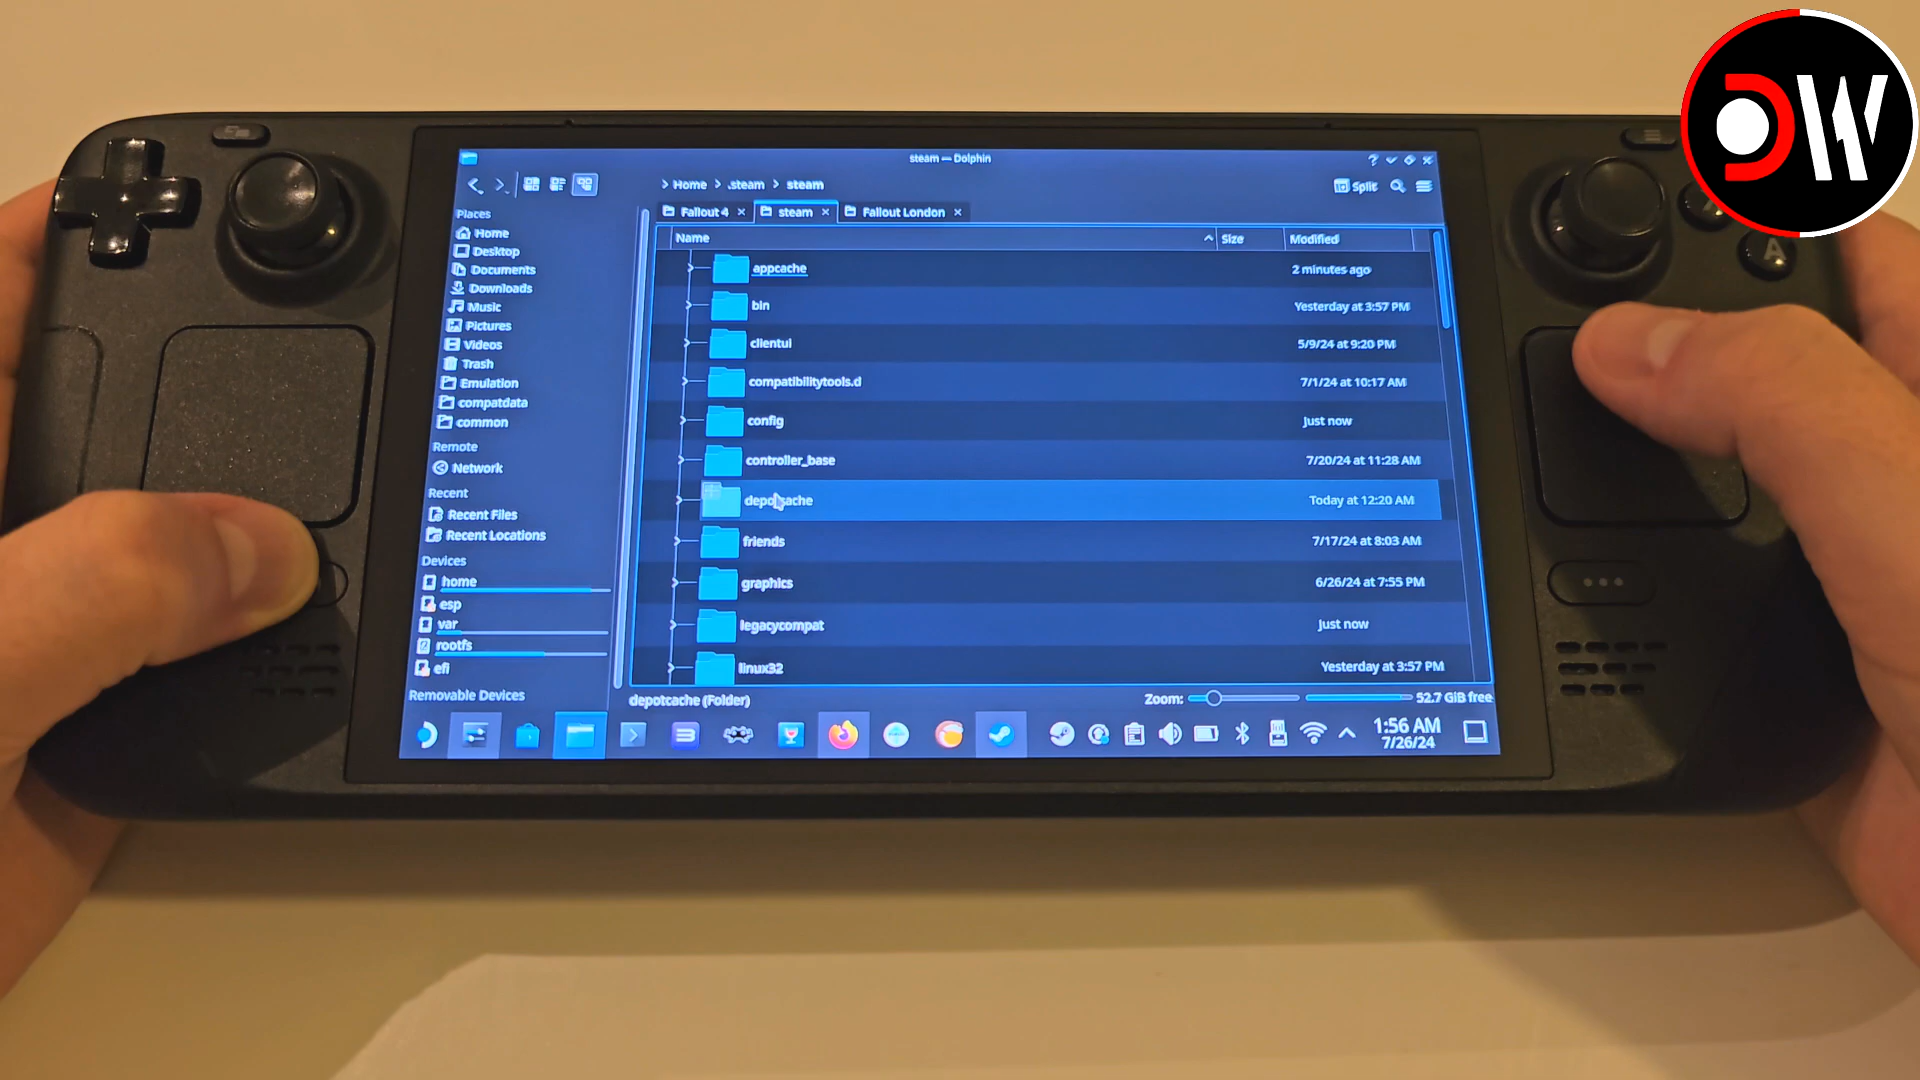 DW
steam — Dolphin
Home > .steam > steam
Split
Places
Home
Desktop
Documents
Downloads
Music
Pictures
Videos
Trash
Emulation
compatdata
common
Remote
Network
Recent
Recent Files
Recent Locations
Devices
home
esp
var
rootfs
efi
Removable Devices
Fallout 4
steam
Fallout London
Name Size Modified
appcache 2 minutes ago
bin Yesterday at 3:57 PM
clientui 5/9/24 at 9:20 PM
compatibilitytools.d 7/1/24 at 10:17 AM
config Just now
controller_base 7/20/24 at 11:28 AM
depotcache Today at 12:20 AM
friends 7/17/24 at 8:03 AM
graphics 6/26/24 at 7:55 PM
legacycompat Just now
linux32 Yesterday at 3:57 PM
depotcache (Folder) Zoom: 52.7 GiB free
1:56 AM
7/26/24
A